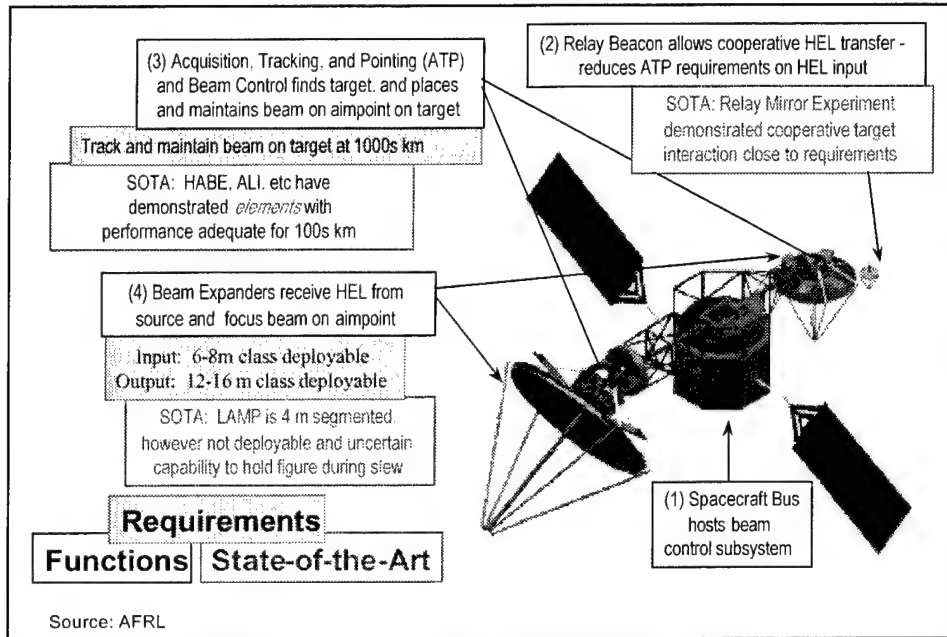 (3) Acquisition, Tracking, and Pointing (ATP)
and Beam Control finds target. and places
and maintains beam on aimpoint on target
Track and maintain beam on target at 1000s km
SOTA: HABE, ALI. etc have
demonstrated elements with
performance adequate for 100s km
(2) Relay Beacon allows cooperative HEL transfer -
reduces ATP requirements on HEL input
SOTA: Relay Mirror Experiment
demonstrated cooperative target
interaction close to requirements
(4) Beam Expanders receive HEL from
source and focus beam on aimpoint
Input: 6-8m class deployable
Output: 12-16 m class deployable
SOTA: LAMP is 4 m segmented.
however not deployable and uncertain
capability to hold figure during slew
(1) Spacecraft Bus
hosts beam
control subsystem
Requirements
Functions
State-of-the-Art
Source: AFRL